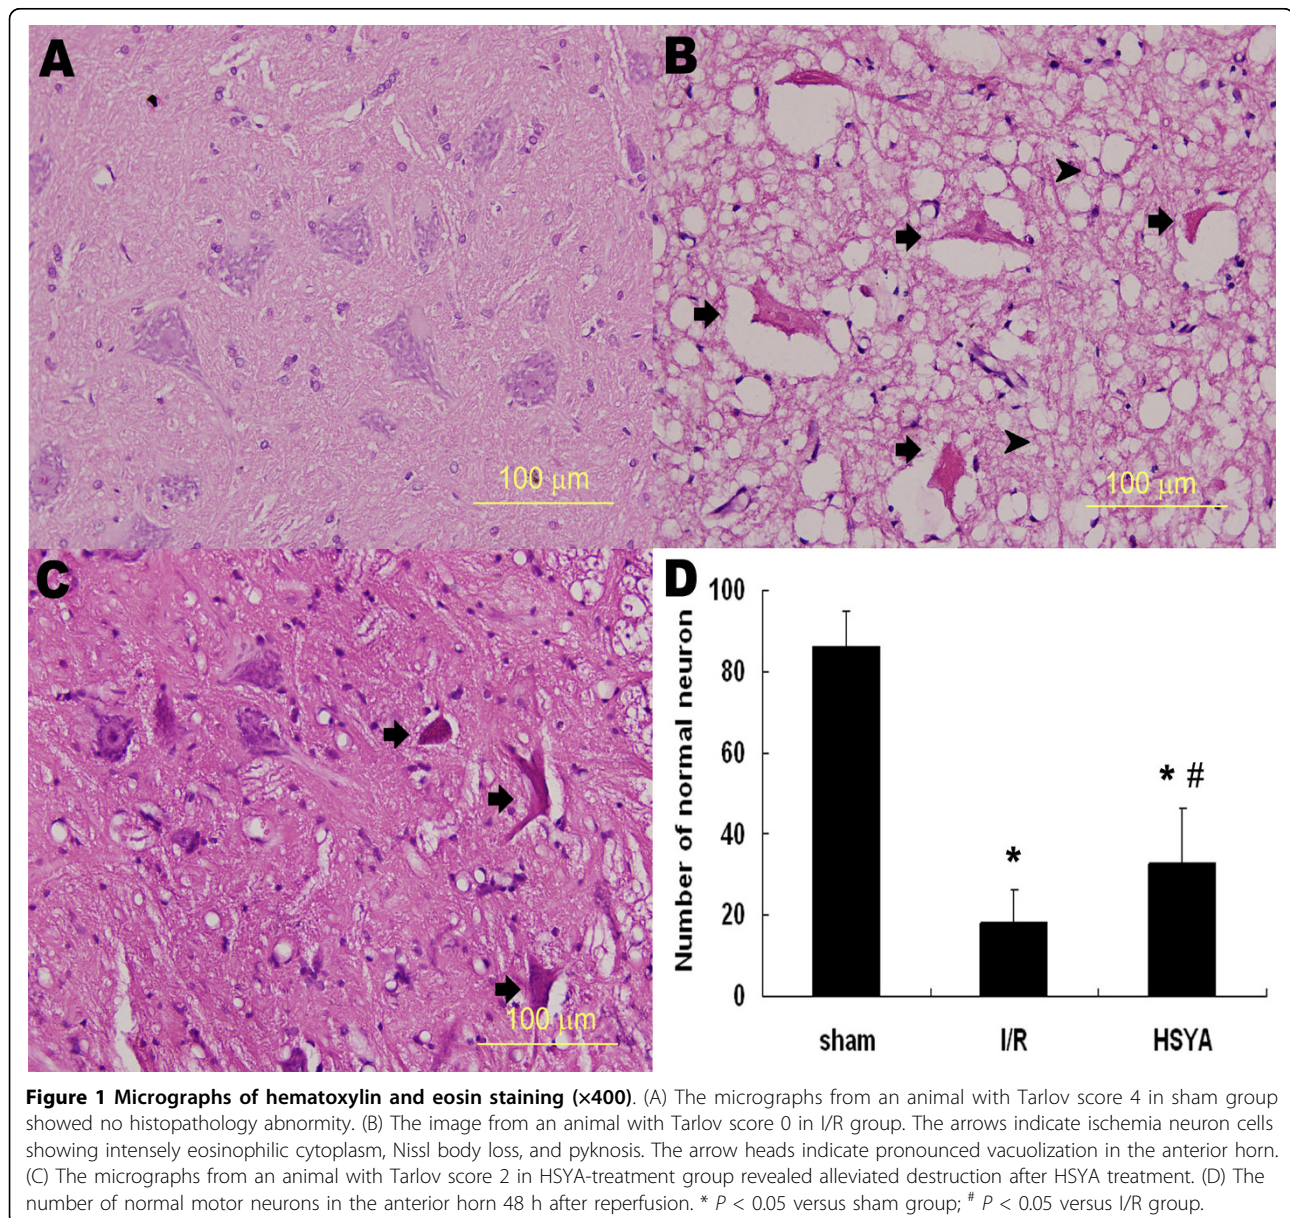 A
B
100 μm
100 μm
C
D
100
80
60
40
20
0
Number of normal neuron
*
* #
sham
I/R
HSYA
100 μm
Figure 1 Micrographs of hematoxylin and eosin staining (×400). (A) The micrographs from an animal with Tarlov score 4 in sham group
showed no histopathology abnormity. (B) The image from an animal with Tarlov score 0 in I/R group. The arrows indicate ischemia neuron cells
showing intensely eosinophilic cytoplasm, Nissl body loss, and pyknosis. The arrow heads indicate pronounced vacuolization in the anterior horn.
(C) The micrographs from an animal with Tarlov score 2 in HSYA-treatment group revealed alleviated destruction after HSYA treatment. (D) The
number of normal motor neurons in the anterior horn 48 h after reperfusion. * P < 0.05 versus sham group; # P < 0.05 versus I/R group.